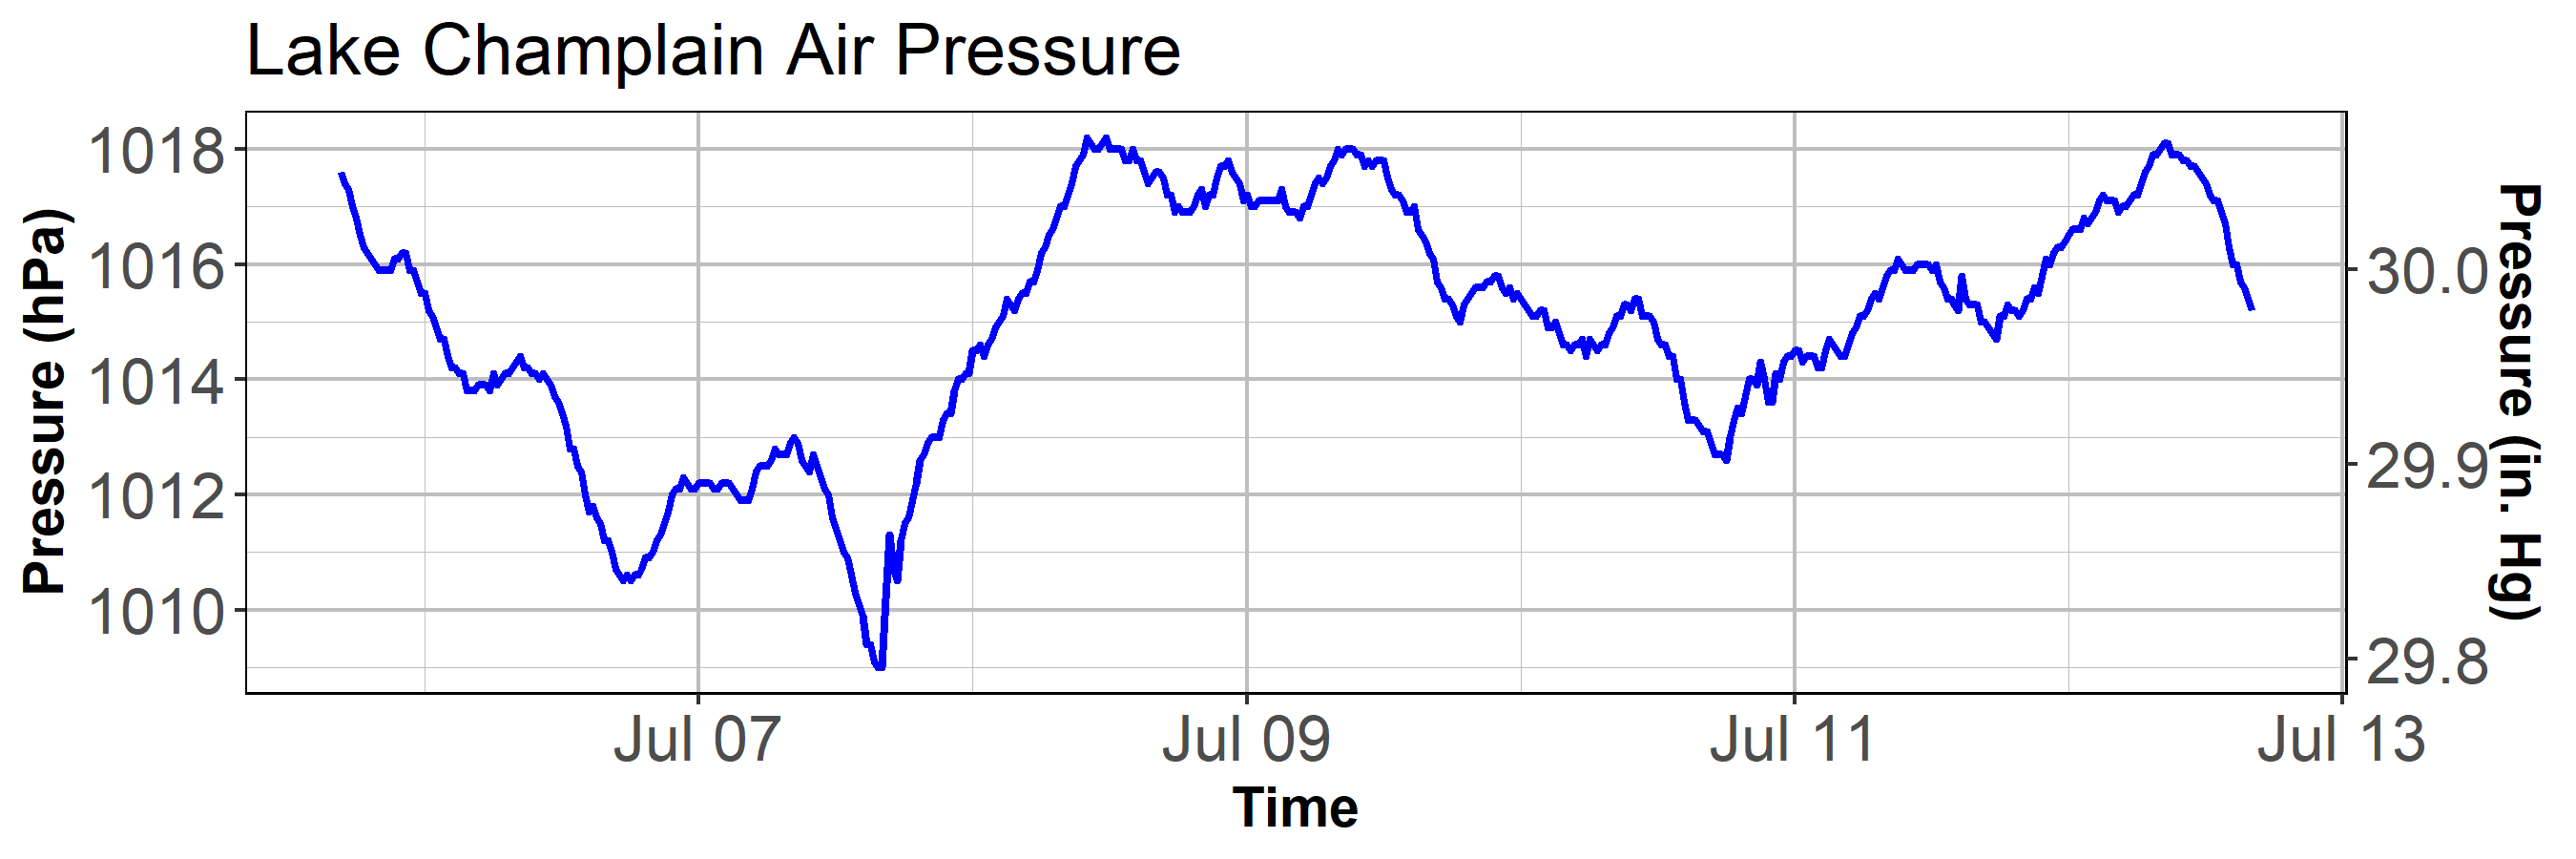 Lake Champlain Air Pressure
Pressure (hPa)
1018
1016
1014
1012
1010
30.0
29.9
29.8
Pressure (in. Hg)
Jul 07
Jul 09
Jul 11
Jul 13
Time